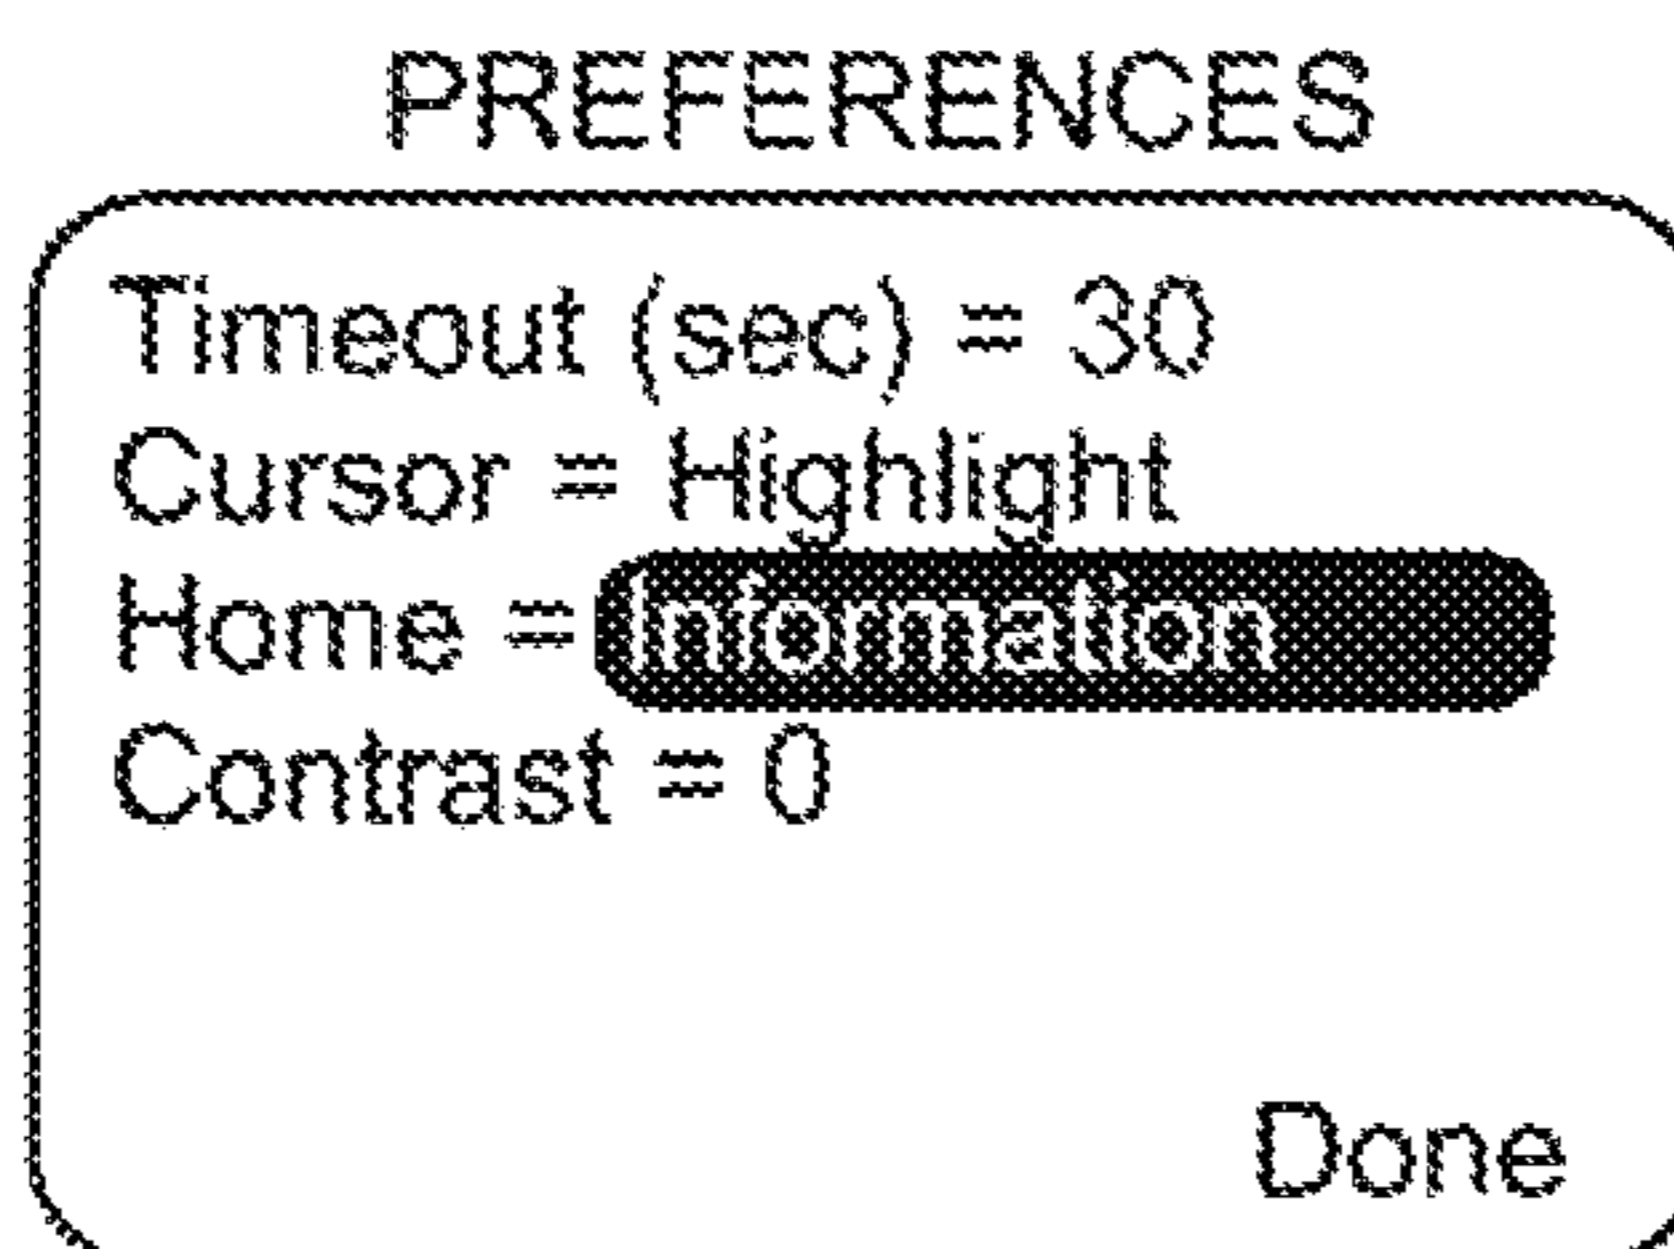 PREFERENCES
Timeout (sec) = 30
Cursor = Highlight
Home = Information
Contrast = 0
Done